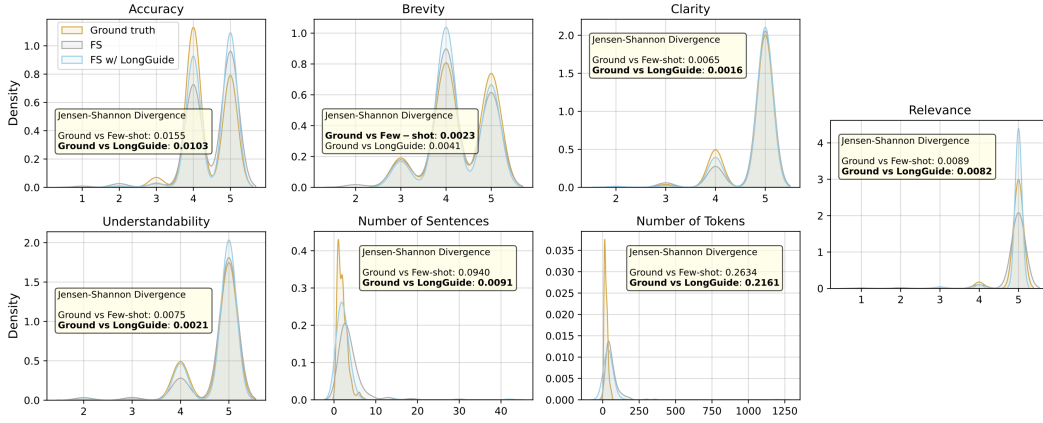 Accuracy
Density
1.0
0.8
0.6
0.4
0.2
0.0
1 2 3 4 5
Ground truth
FS
FS w/ LongGuide
Jensen-Shannon Divergence
Ground vs Few-shot: 0.0155
Ground vs LongGuide: 0.0103
Brevity
1.0
0.8
0.6
0.4
0.2
0.0
2 3 4 5
Jensen-Shannon Divergence
Ground vs Few − shot: 0.0023
Ground vs LongGuide: 0.0041
Clarity
2.0
1.5
1.0
0.5
0.0
2 3 4 5
Jensen-Shannon Divergence
Ground vs Few-shot: 0.0065
Ground vs LongGuide: 0.0016
Relevance
4
3
2
1
0
1 2 3 4 5
Jensen-Shannon Divergence
Ground vs Few-shot: 0.0089
Ground vs LongGuide: 0.0082
Understandability
Density
2.0
1.5
1.0
0.5
0.0
2 3 4 5
Jensen-Shannon Divergence
Ground vs Few-shot: 0.0075
Ground vs LongGuide: 0.0021
Number of Sentences
0.4
0.3
0.2
0.1
0.0
0 10 20 30 40
Jensen-Shannon Divergence
Ground vs Few-shot: 0.0940
Ground vs LongGuide: 0.0091
Number of Tokens
0.035
0.030
0.025
0.020
0.015
0.010
0.005
0.000
0 250 500 750 1000 1250
Jensen-Shannon Divergence
Ground vs Few-shot: 0.2634
Ground vs LongGuide: 0.2161